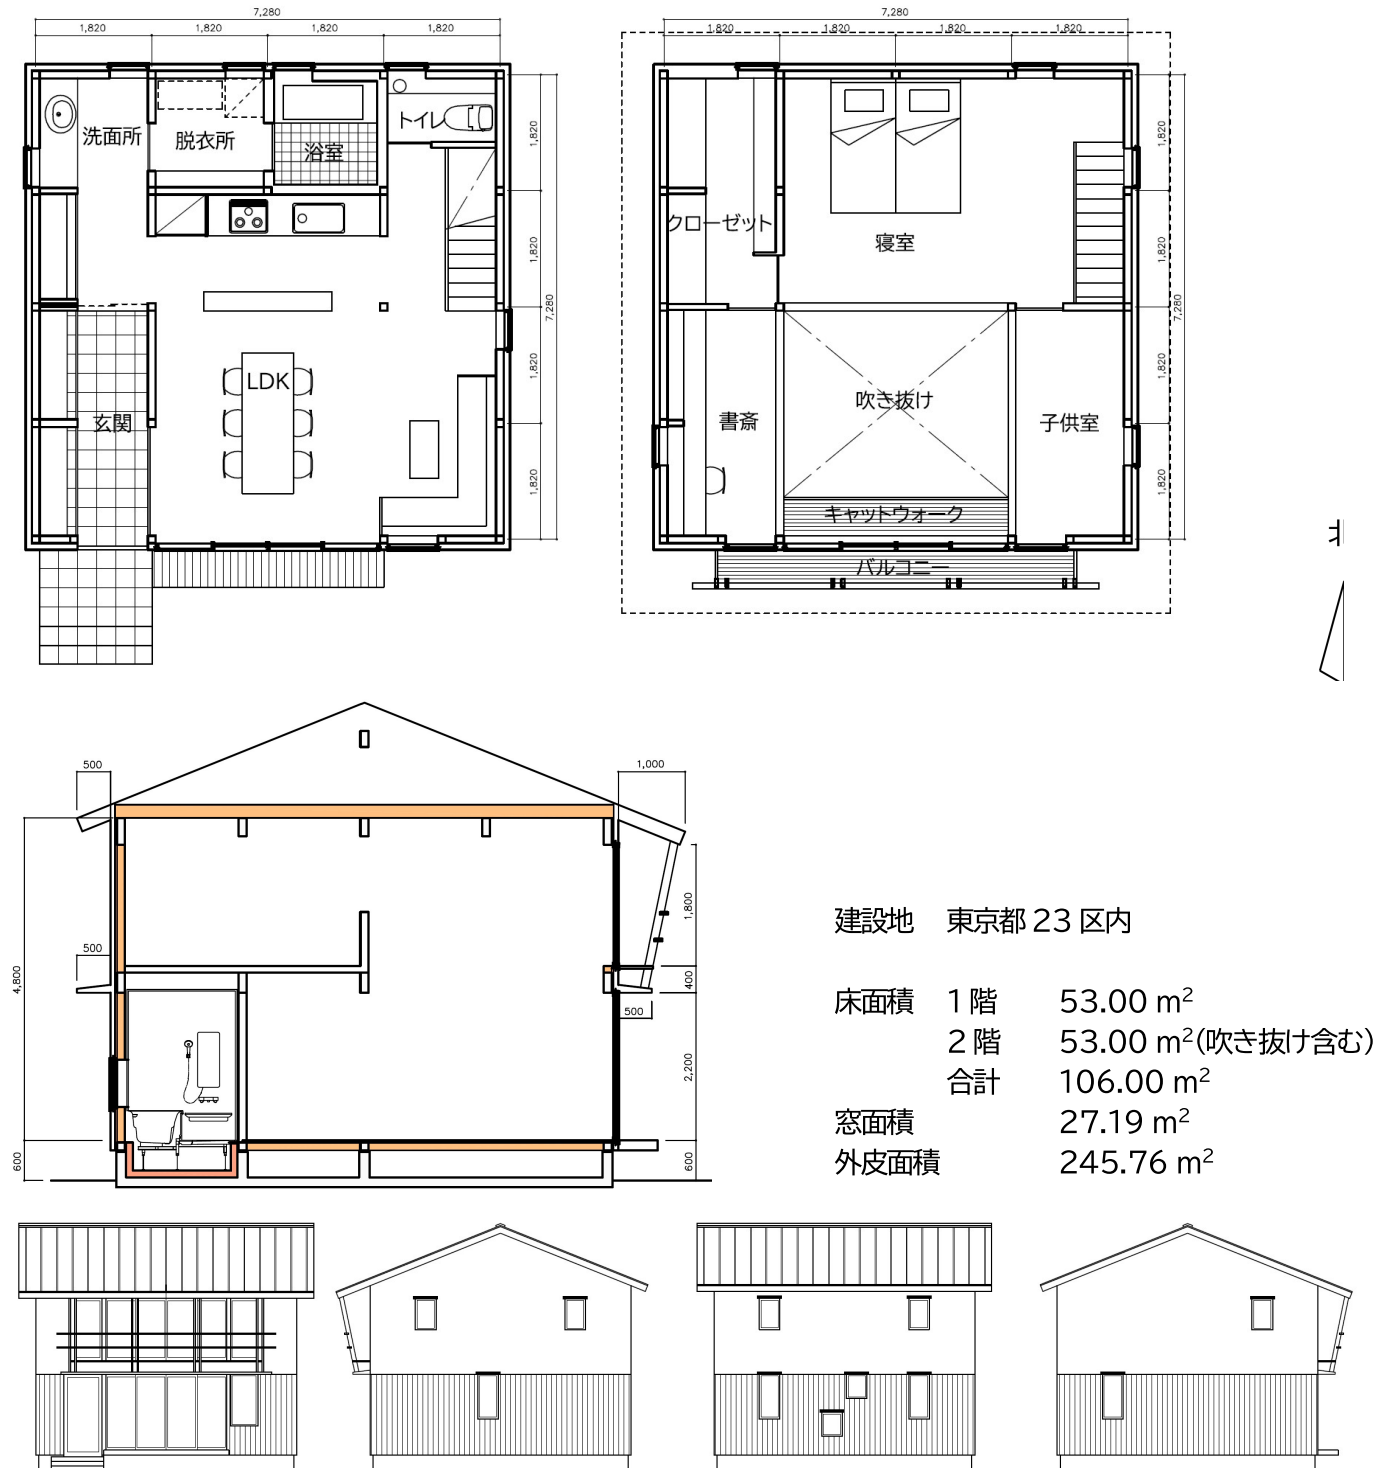 7,280
1,820 1,820 1,820 1,820
洗面所
脱衣所
浴室
トイレ
LDK
玄関
1,820
1,820
1,820
1,820
7,280
7,280
1,820 1,820 1,820 1,820
クローゼット
寝室
書斎
吹き抜け
子供室
キャットウォーク
バルコニー
1,820
1,820
1,820
1,820
7,280
500
1,000
4,800
500
1,800
400
500
2,200
600
600
建設地 東京都 23 区内
床面積 1 階 53.00 m²
2 階 53.00 m²(吹き抜け含む)
合計 106.00 m²
窓面積 27.19 m²
外皮面積 245.76 m²